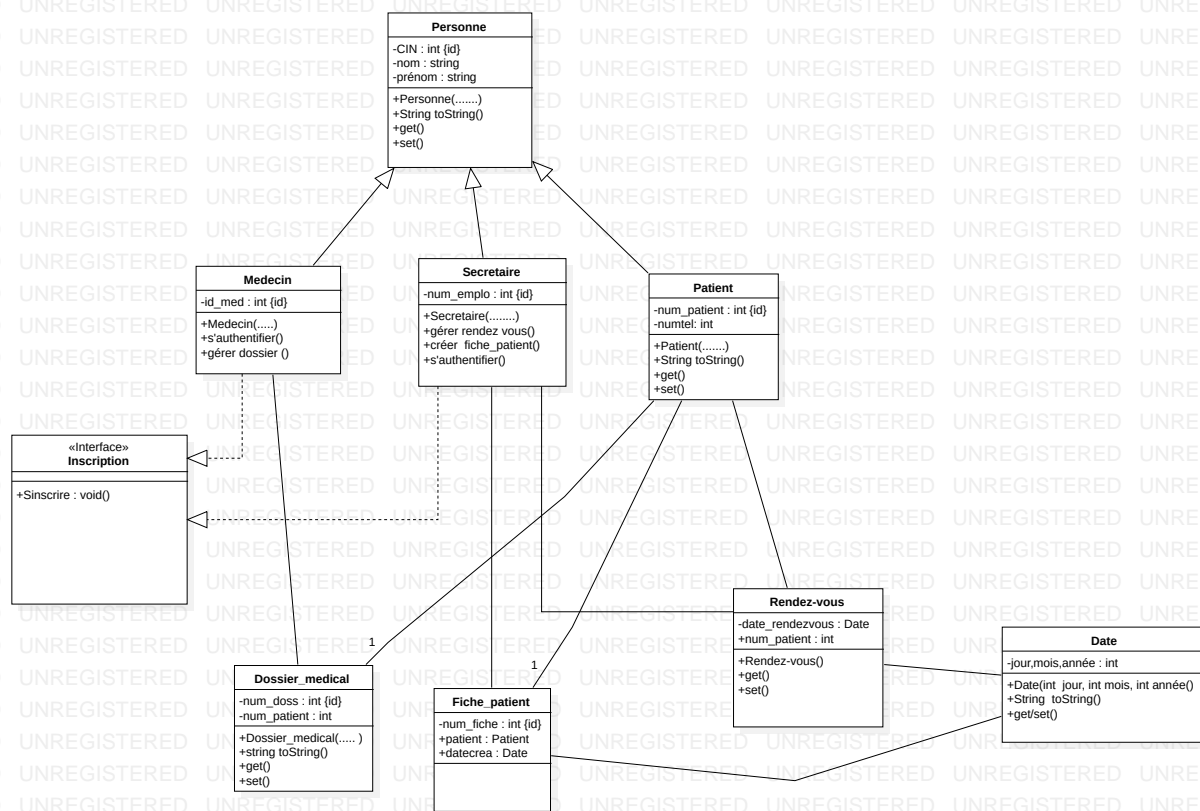 Personne
-CIN : int {id}
-nom : string
-prénom : string
+Personne(.......)
+String toString()
+get()
+set()
Medecin
-id_med : int {id}
+Medecin(.....)
+s'authentifier()
+gérer dossier ()
Secretaire
-num_emplo : int {id}
+Secretaire(........)
+gérer rendez vous()
+créer fiche_patient()
+s'authentifier()
Patient
-num_patient : int {id}
-numtel: int
+Patient(.......)
+String toString()
+get()
+set()
«Interface»
Inscription
+Sinscrire : void()
1
1
Dossier_medical
-num_doss : int {id}
-num_patient : int
+Dossier_medical(..... )
+string toString()
+get()
+set()
Fiche_patient
-num_fiche : int {id}
+patient : Patient
+datecrea : Date
Rendez-vous
-date_rendezvous : Date
+num_patient : int
+Rendez-vous()
+get()
+set()
Date
-jour,mois,année : int
+Date(int jour, int mois, int année()
+String toString()
+get/set()
UNREGISTERED